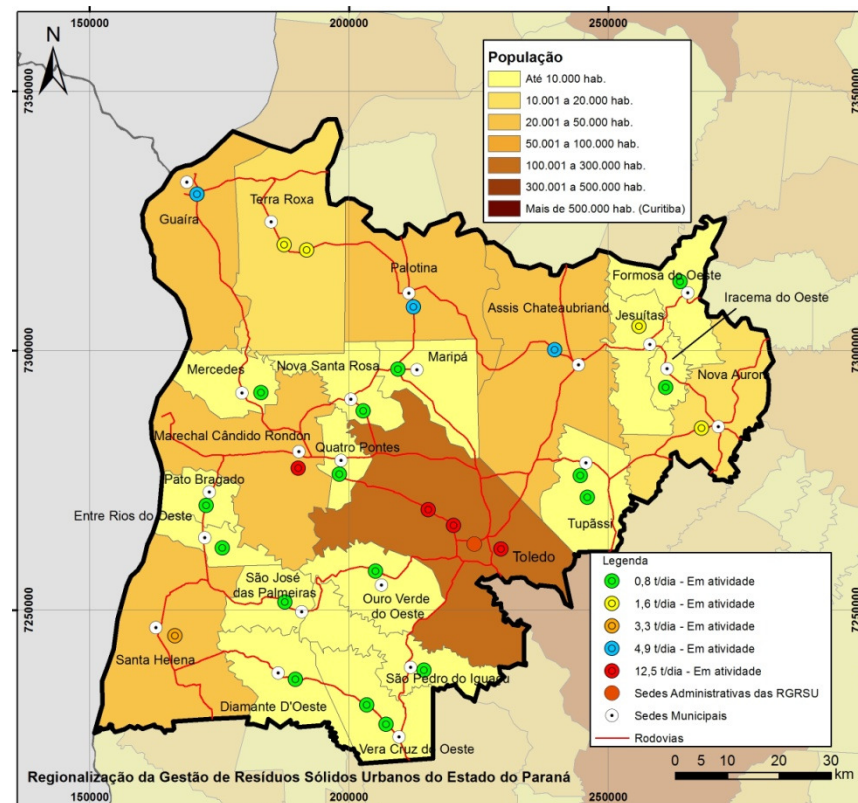 150000
200000
250000
N
7350000
7350000
População
Até 10.000 hab.
10.001 a 20.000 hab.
20.001 a 50.000 hab.
50.001 a 100.000 hab.
100.001 a 300.000 hab.
300.001 a 500.000 hab.
Mais de 500.000 hab. (Curitiba)
Terra Roxa
Guaíra
Palotina
Formosa do Oeste
Iracema do Oeste
Assis Chateaubriand
Jesuítas
7300000
7300000
Mercedes
Nova Santa Rosa
Maripá
Nova Auror
Marechal Cândido Rondon
Quatro Pontes
Pato Bragado
Entre Rios do Oeste
Tupãssi
Toledo
São José
das Palmeiras
Ouro Verde
do Oeste
7250000
7250000
Santa Helena
São Pedro do Iguaçu
Diamante D'Oeste
Vera Cruz do Oeste
Legenda
0,8 t/dia - Em atividade
1,6 t/dia - Em atividade
3,3 t/dia - Em atividade
4,9 t/dia - Em atividade
12,5 t/dia - Em atividade
Sedes Administrativas das RGRSU
Sedes Municipais
Rodovias
0 5 10 20 30
km
Regionalização da Gestão de Resíduos Sólidos Urbanos do Estado do Paraná
150000
200000
250000